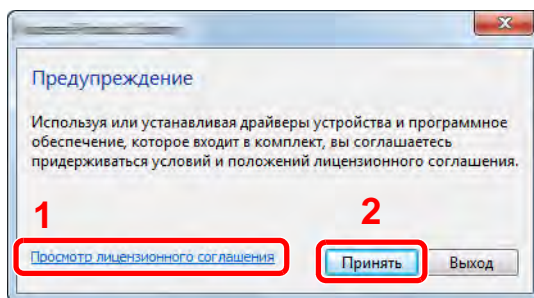 Предупреждение
Используя или устанавливая драйверы устройства и программное
обеспечение, которое входит в комплект, вы соглашаетесь
придерживаться условий и положений лицензионного соглашения.
1
2
Просмотр лицензионного соглашения
Принять
Выход